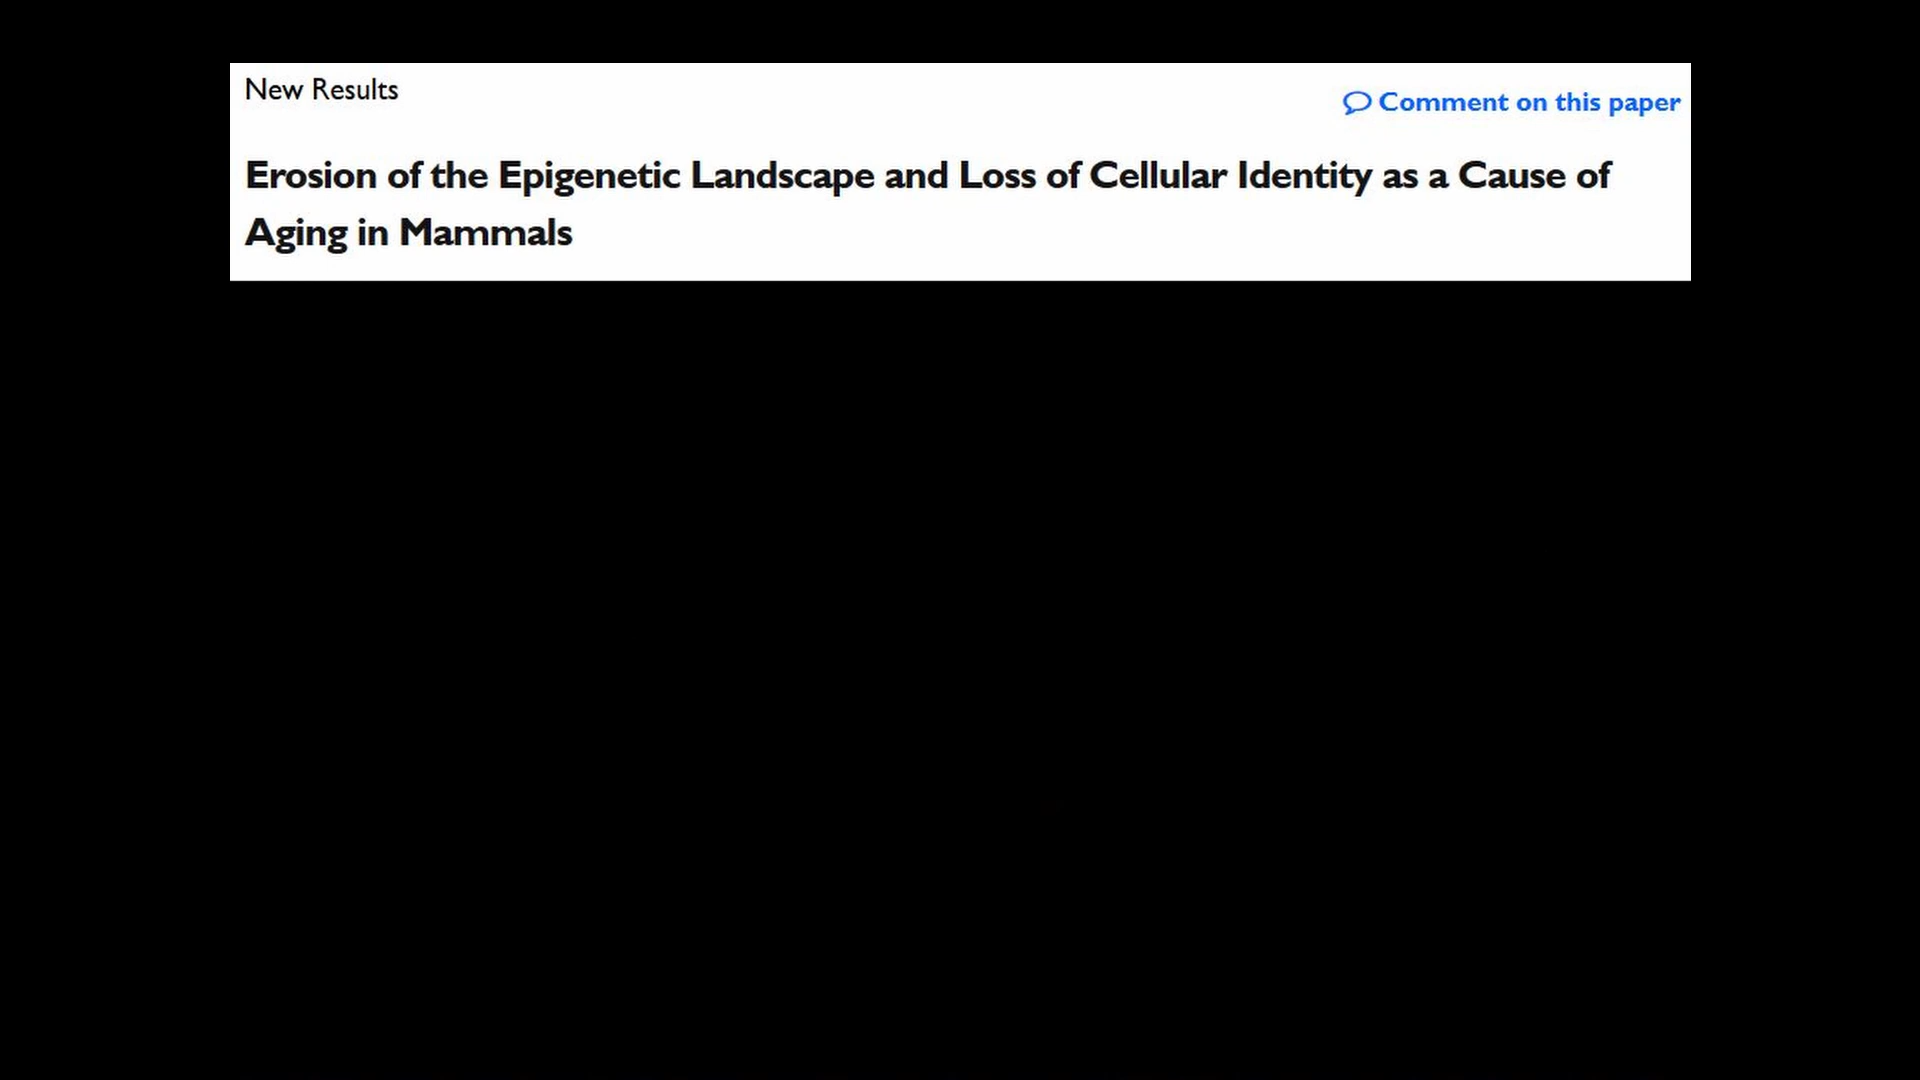 New Results
Comment on this paper
Erosion of the Epigenetic Landscape and Loss of Cellular Identity as a Cause of
Aging in Mammals